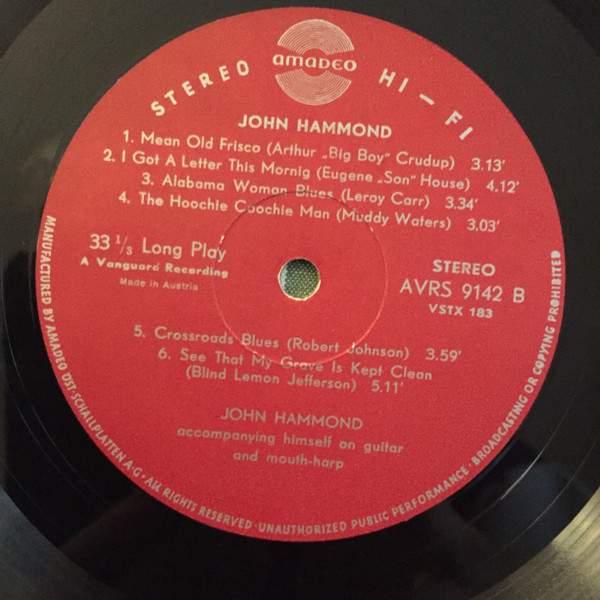 STEREO amadeo HI-FI
JOHN HAMMOND
1. Mean Old Frisco (Arthur „Big Boy" Crudup) 3.13'
2. I Got A Letter This Mornig (Eugene „Son" House) 4.12'
3. Alabama Woman Blues (Leroy Carr) 3.34'
4. The Hoochie Coochie Man (Muddy Waters) 3.03'
33 1/3 Long Play
A Vanguard Recording
Made in Austria
STEREO
AVRS 9142 B
VSTX 183
5. Crossroads Blues (Robert Johnson) 3.59'
6. See That My Grave Is Kept Clean
(Blind Lemon Jefferson) 5.11'
JOHN HAMMOND
accompanying himself on guitar
and mouth-harp
MANUFACTURED BY AMADEO ÖST. SCHALLPLATTEN A·G· ALL RIGHTS RESERVED · UNAUTHORIZED PUBLIC PERFORMANCE · BROADCASTING OR COPYING PROHIBITED